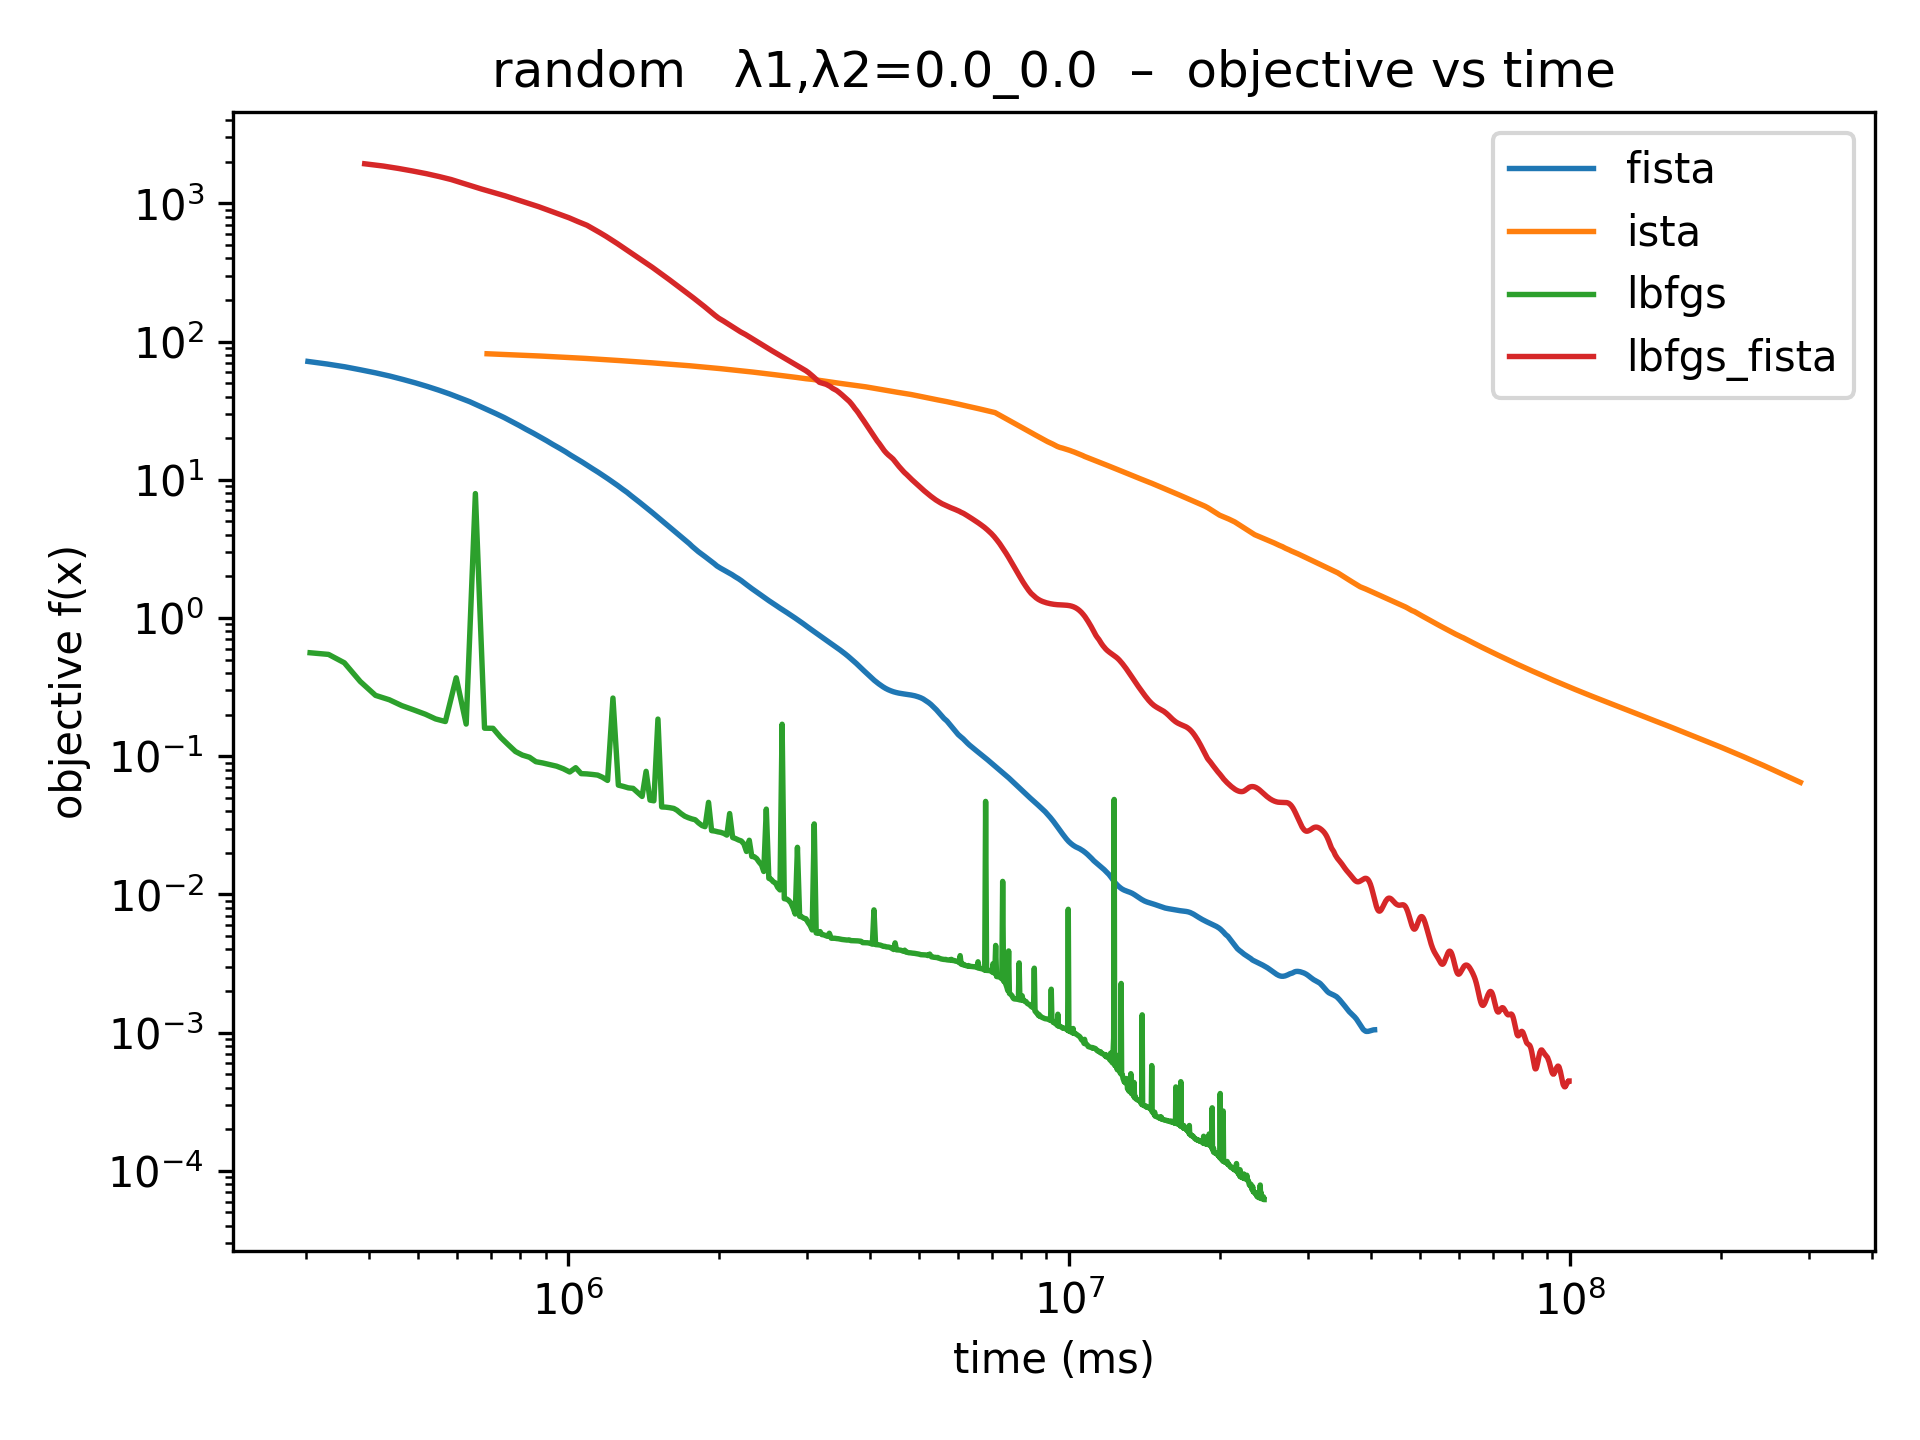 random λ1,λ2=0.0_0.0 – objective vs time
fista
ista
lbfgs
lbfgs_fista
objective f(x)
10³
10²
10¹
10⁰
10⁻¹
10⁻²
10⁻³
10⁻⁴
10⁶ 10⁷ 10⁸
time (ms)